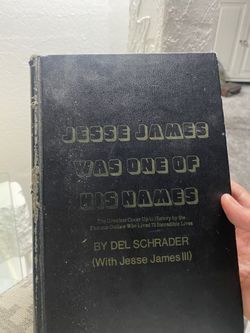 JESSE JAMES
WAS ONE OF
HIS NAMES
The Greatest Cover Up in History by the
Famous Outlaw Who Lived 73 Incredible Lives
BY DEL SCHRADER
(With Jesse James III)